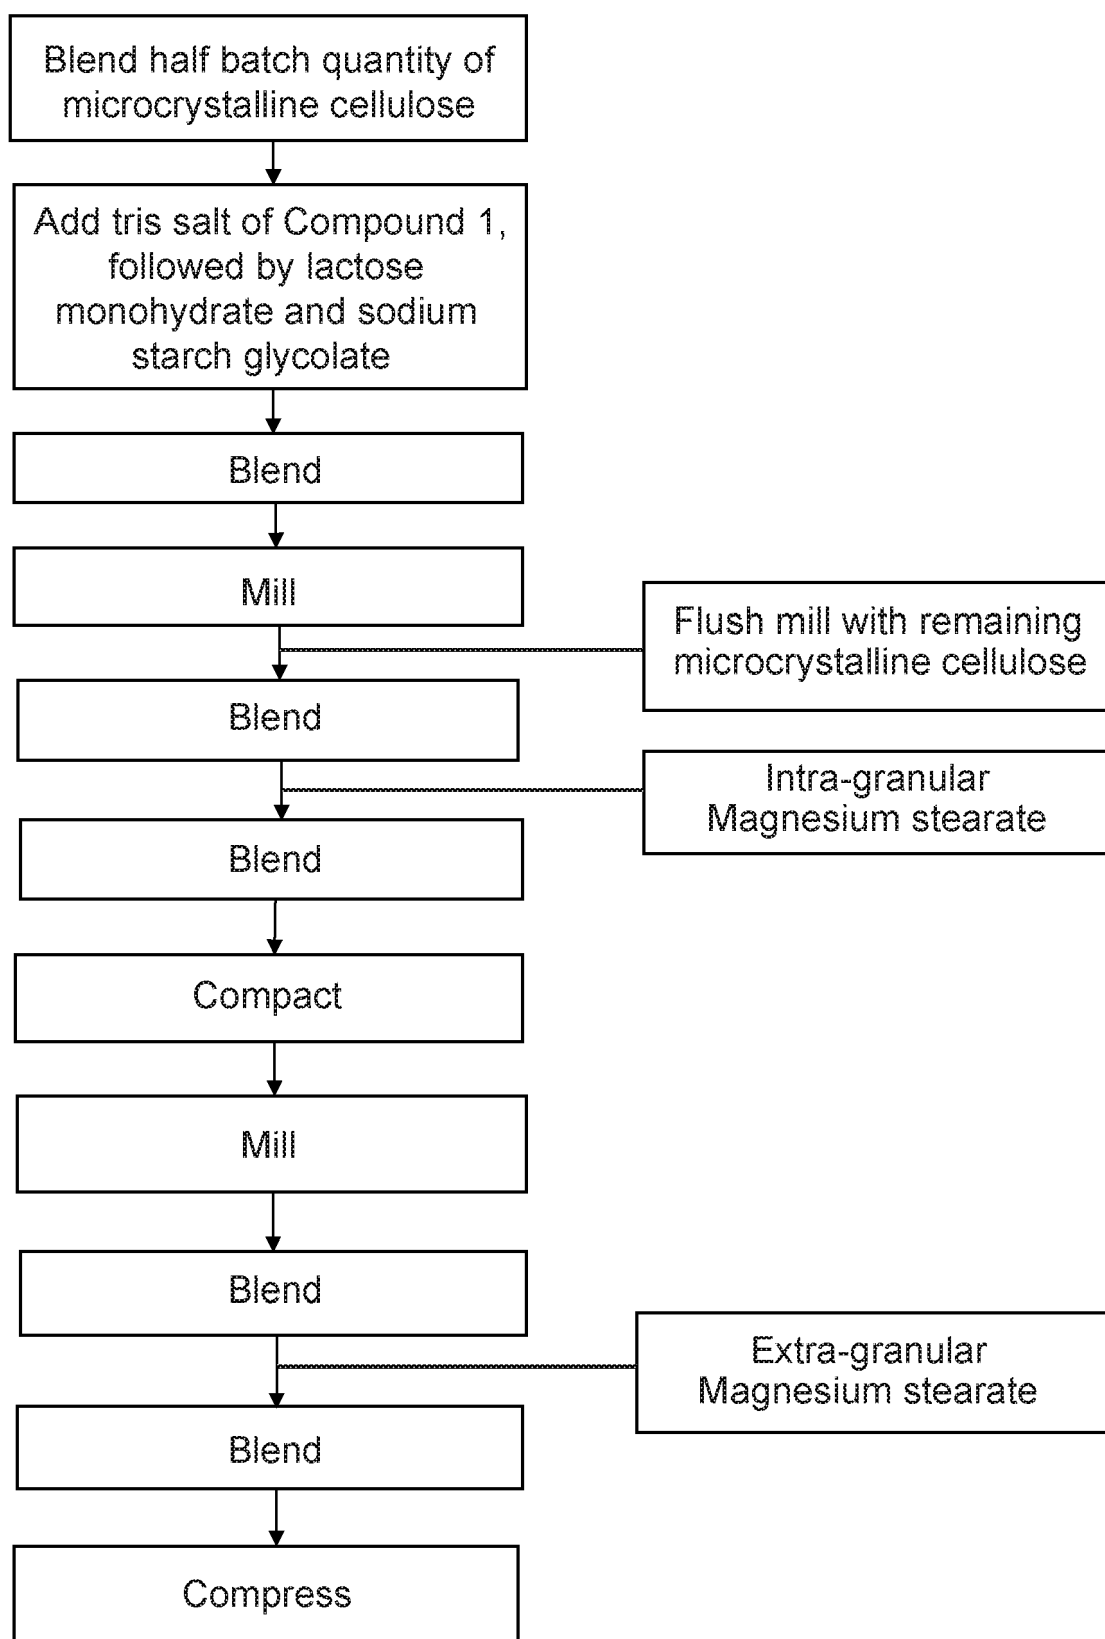 Blend half batch quantity of
microcrystalline cellulose
Add tris salt of Compound 1,
followed by lactose
monohydrate and sodium
starch glycolate
Blend
Mill
Flush mill with remaining
microcrystalline cellulose
Blend
Intra-granular
Magnesium stearate
Blend
Compact
Mill
Blend
Extra-granular
Magnesium stearate
Blend
Compress